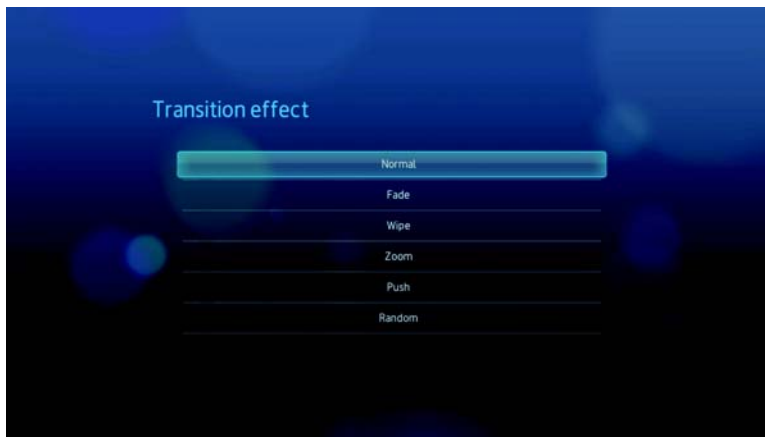 Transition effect
Normal
Fade
Wipe
Zoom
Push
Random